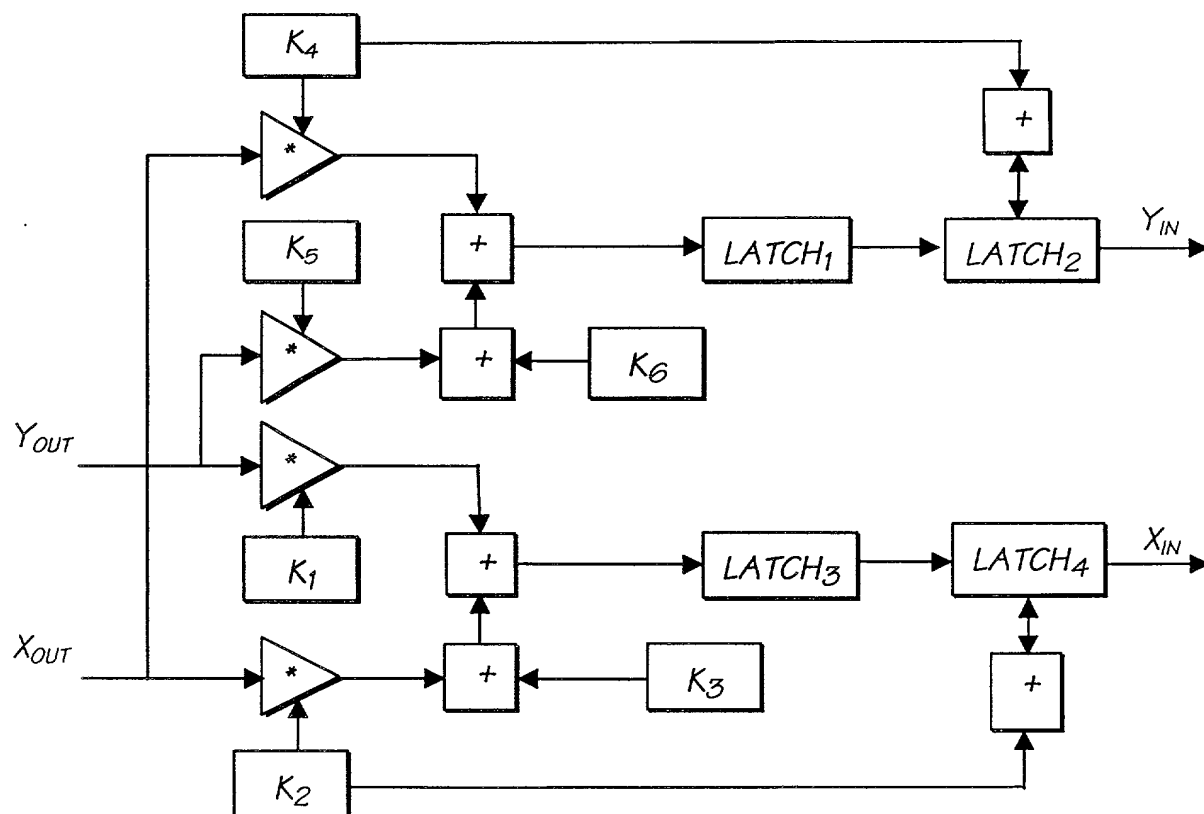 K4
*
+
K5
+
LATCH1
LATCH2
YIN
*
+
K6
YOUT
*
K1
+
LATCH3
LATCH4
XIN
XOUT
*
+
K3
+
K2